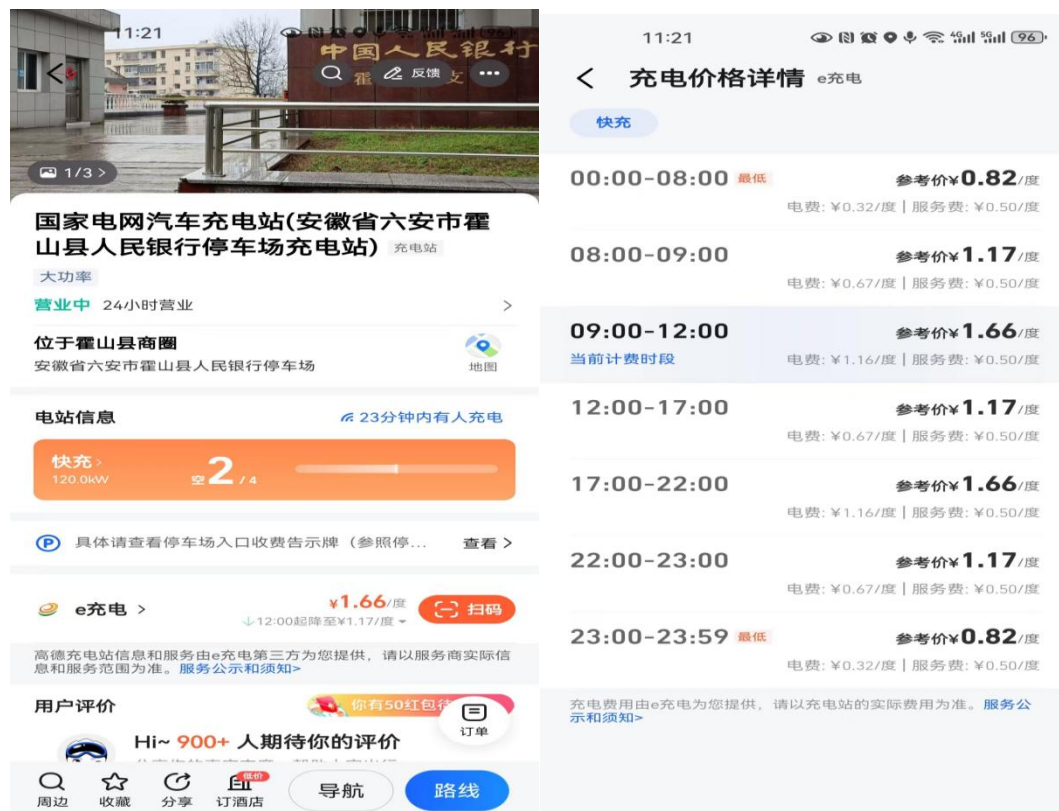 11:21
中国人民银行
霍
支
反馈
1/3 >
国家电网汽车充电站(安徽省六安市霍
山县人民银行停车场充电站) 充电站
大功率
营业中 24小时营业 >
位于霍山县商圈
安徽省六安市霍山县人民银行停车场
地图
电站信息 23分钟内有人充电
快充>
120.0kW
空2/4
P 具体请查看停车场入口收费告示牌（参照停... 查看 >
e充电 > ¥1.66/度
↓12:00起降至¥1.17/度
扫码
高德充电站信息和服务由e充电第三方为您提供，请以服务商实际信
息和服务范围为准。服务公示和须知>
用户评价 你有50红包
订单
Hi~ 900+ 人期待你的评价
周边 收藏 分享 订酒店 低价 导航 路线
11:21 4G 5G 96
充电价格详情 e充电
快充
00:00-08:00 最低 参考价¥0.82/度
电费: ¥0.32/度 | 服务费: ¥0.50/度
08:00-09:00 参考价¥1.17/度
电费: ¥0.67/度 | 服务费: ¥0.50/度
09:00-12:00 参考价¥1.66/度
当前计费时段 电费: ¥1.16/度 | 服务费: ¥0.50/度
12:00-17:00 参考价¥1.17/度
电费: ¥0.67/度 | 服务费: ¥0.50/度
17:00-22:00 参考价¥1.66/度
电费: ¥1.16/度 | 服务费: ¥0.50/度
22:00-23:00 参考价¥1.17/度
电费: ¥0.67/度 | 服务费: ¥0.50/度
23:00-23:59 最低 参考价¥0.82/度
电费: ¥0.32/度 | 服务费: ¥0.50/度
充电费用由e充电为您提供，请以充电站的实际费用为准。服务公
示和须知>